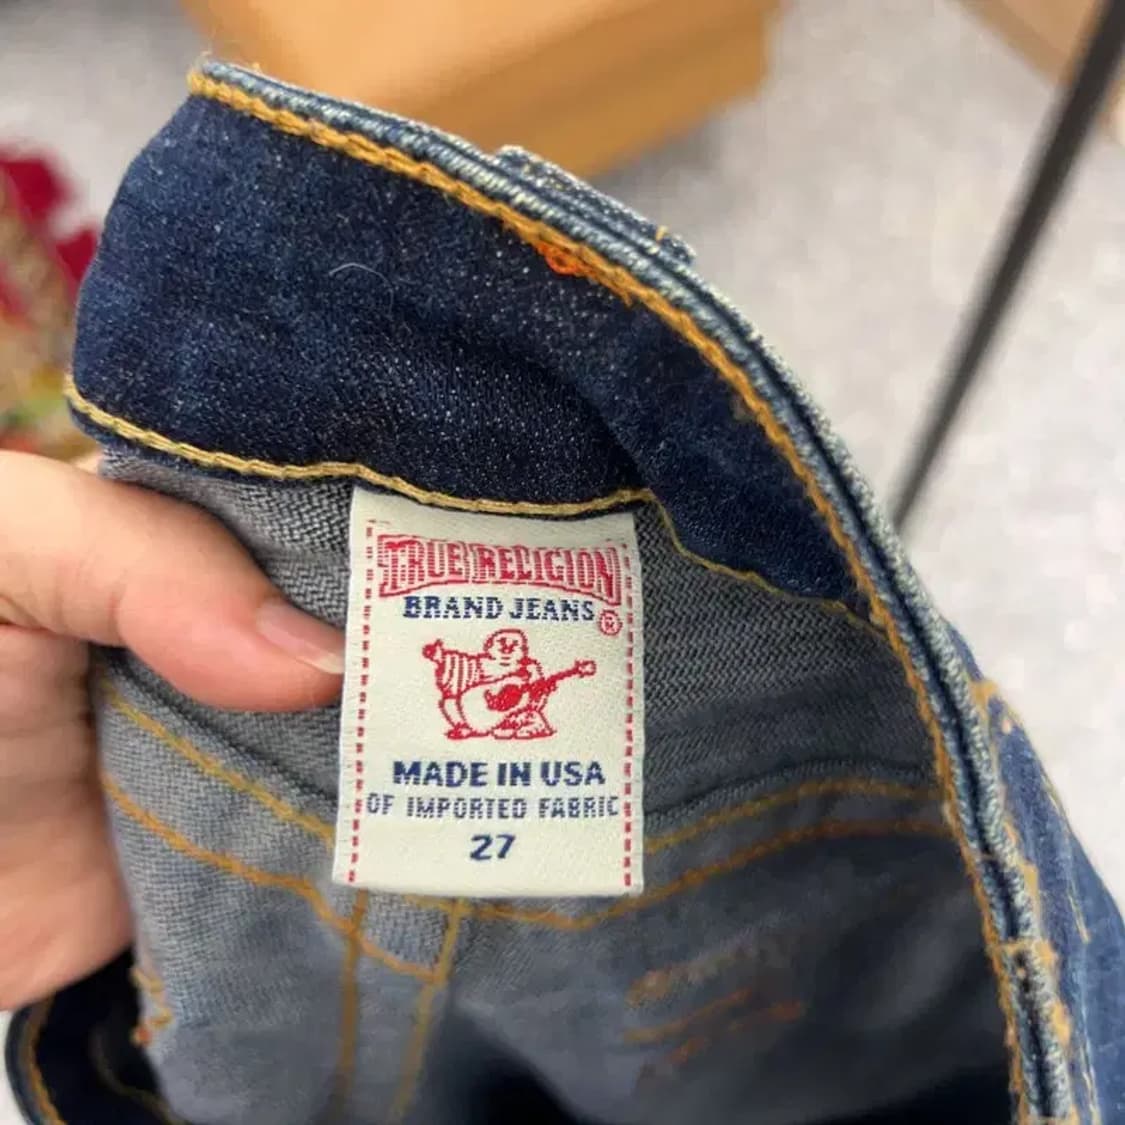 TRUE RELIGION
BRAND JEANS ®
MADE IN USA
OF IMPORTED FABRIC
27